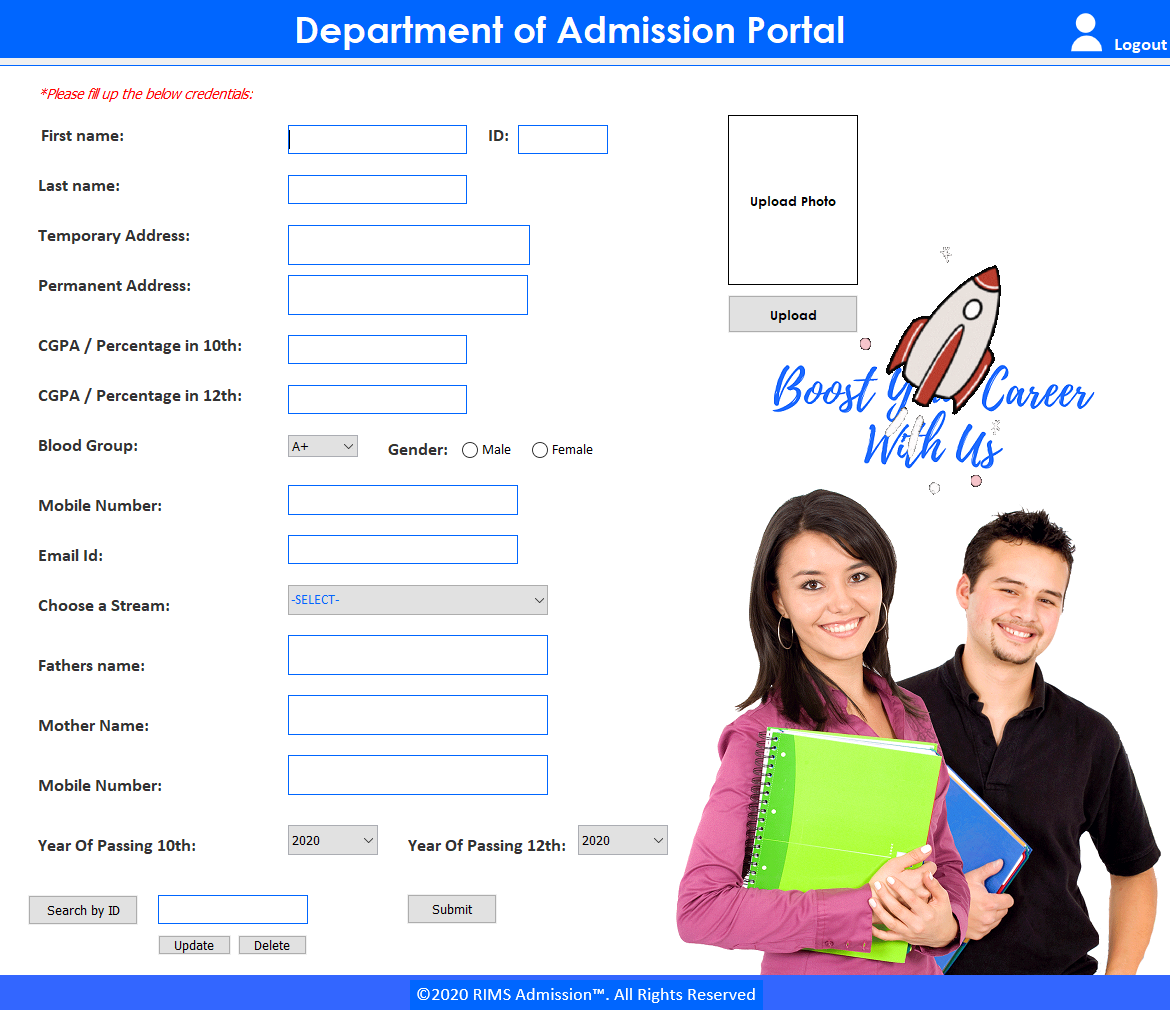 Department of Admission Portal
Logout
*Please fill up the below credentials:
First name:
ID:
Last name:
Temporary Address:
Permanent Address:
CGPA / Percentage in 10th:
CGPA / Percentage in 12th:
Blood Group:
A+
Gender:
Male
Female
Mobile Number:
Email Id:
Choose a Stream:
-SELECT-
Fathers name:
Mother Name:
Mobile Number:
Year Of Passing 10th:
2020
Year Of Passing 12th:
2020
Search by ID
Submit
Update
Delete
Upload Photo
Upload
Boost Career
With Us
©2020 RIMS Admission™. All Rights Reserved